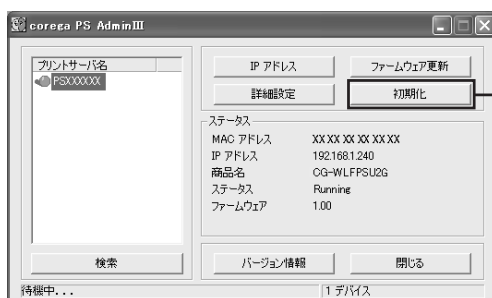 corega PS AdminⅢ
プリントサーバ名
PSXXXXXX
検索
IP アドレス
ファームウェア更新
詳細設定
初期化
ステータス
MAC アドレス XX XX XX XX XX XX
IP アドレス 192.168.1.240
商品名 CG-WLFPSU2G
ステータス Running
ファームウェア 1.00
バージョン情報
閉じる
待機中...
1 デバイス